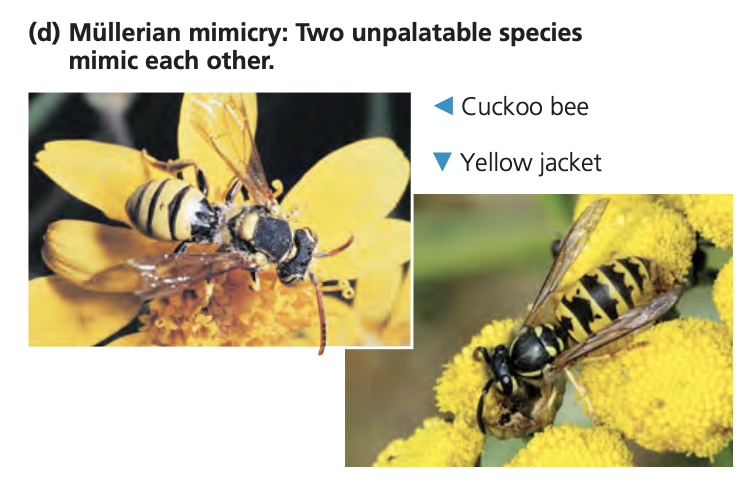 (d) Müllerian mimicry: Two unpalatable species
mimic each other.
Cuckoo bee
Yellow jacket